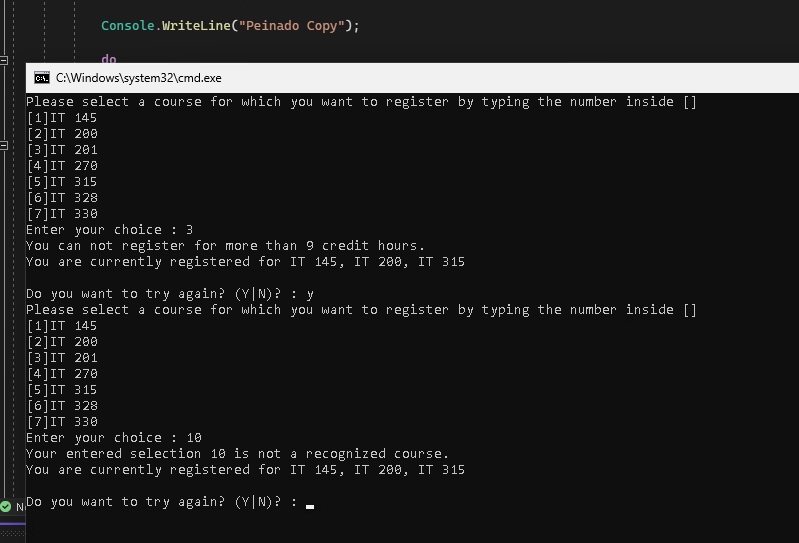 Console.WriteLine("Peinado Copy");
do
C:\Windows\system32\cmd.exe
Please select a course for which you want to register by typing the number inside []
[1]IT 145
[2]IT 200
[3]IT 201
[4]IT 270
[5]IT 315
[6]IT 328
[7]IT 330
Enter your choice : 3
You can not register for more than 9 credit hours.
You are currently registered for IT 145, IT 200, IT 315
Do you want to try again? (Y|N)? : y
Please select a course for which you want to register by typing the number inside []
[1]IT 145
[2]IT 200
[3]IT 201
[4]IT 270
[5]IT 315
[6]IT 328
[7]IT 330
Enter your choice : 10
Your entered selection 10 is not a recognized course.
You are currently registered for IT 145, IT 200, IT 315
Do you want to try again? (Y|N)? :